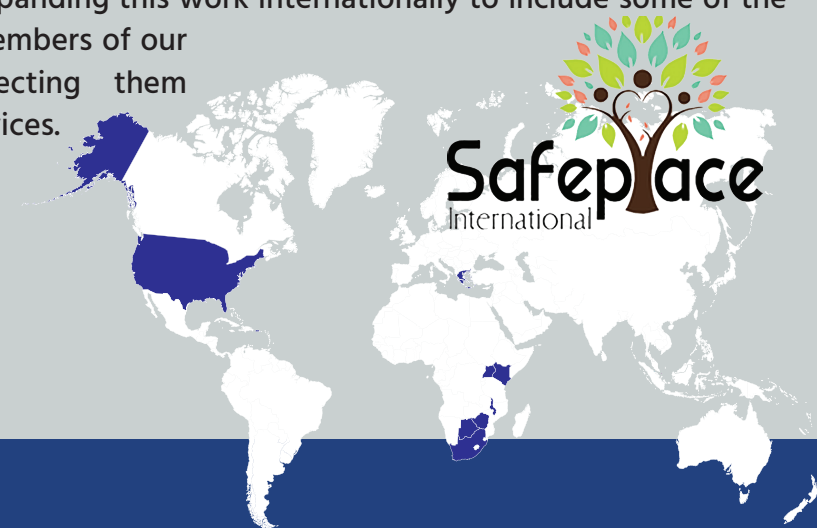 panding this work internationally to include some of the
embers of our
ecting them
ices.
Safeplace
International